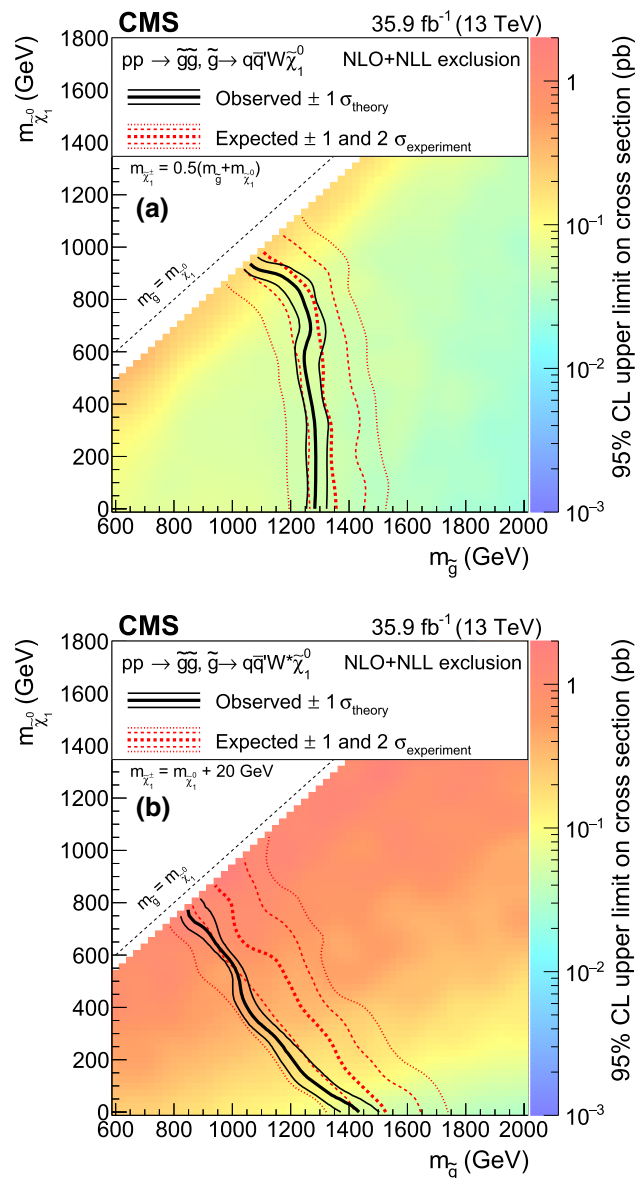 CMS 35.9 fb⁻¹ (13 TeV)
pp → g̃g̃, g̃→ qq̄'Wχ̃₁⁰ NLO+NLL exclusion
Observed ± 1 σ_theory
Expected ± 1 and 2 σ_experiment
m_χ̃₁^± = 0.5(m_g̃+m_χ̃₁⁰)
(a)
m_g̃ = m_χ̃₁⁰
m_χ̃₁⁰ (GeV)
1800
1600
1400
1200
1000
800
600
400
200
0
600 800 1000 1200 1400 1600 1800 2000
m_g̃ (GeV)
1
10⁻¹
10⁻²
10⁻³
95% CL upper limit on cross section (pb)
CMS 35.9 fb⁻¹ (13 TeV)
pp → g̃g̃, g̃→ qq̄'W*χ̃₁⁰ NLO+NLL exclusion
Observed ± 1 σ_theory
Expected ± 1 and 2 σ_experiment
m_χ̃₁^± = m_χ̃₁⁰ + 20 GeV
(b)
m_g̃ = m_χ̃₁⁰
m_χ̃₁⁰ (GeV)
1800
1600
1400
1200
1000
800
600
400
200
0
600 800 1000 1200 1400 1600 1800 2000
m_g̃ (GeV)
1
10⁻¹
10⁻²
10⁻³
95% CL upper limit on cross section (pb)